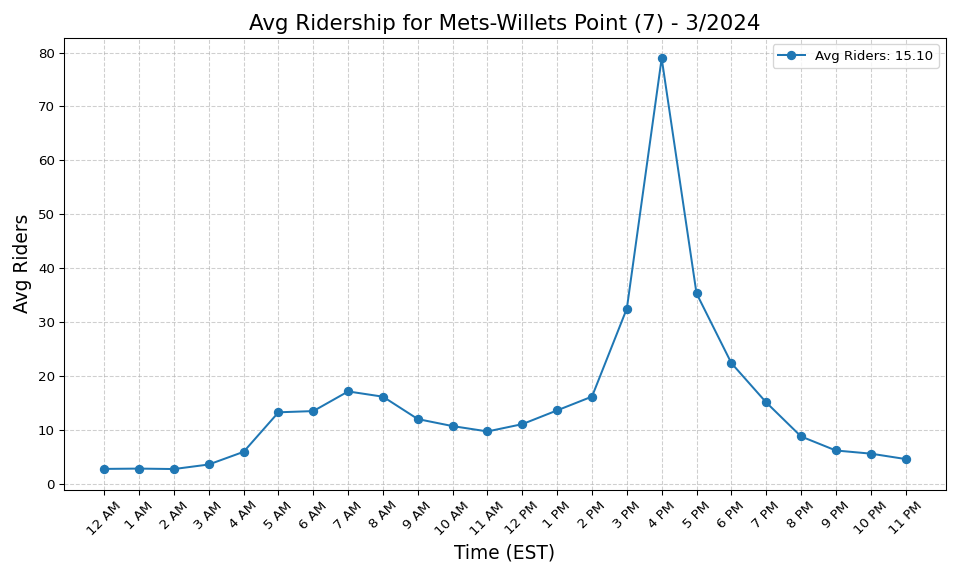 Avg Ridership for Mets-Willets Point (7) - 3/2024
Avg Riders: 15.10
Avg Riders
80
70
60
50
40
30
20
10
0
12 AM
1 AM
2 AM
3 AM
4 AM
5 AM
6 AM
7 AM
8 AM
9 AM
10 AM
11 AM
12 PM
1 PM
2 PM
3 PM
4 PM
5 PM
6 PM
7 PM
8 PM
9 PM
10 PM
11 PM
Time (EST)